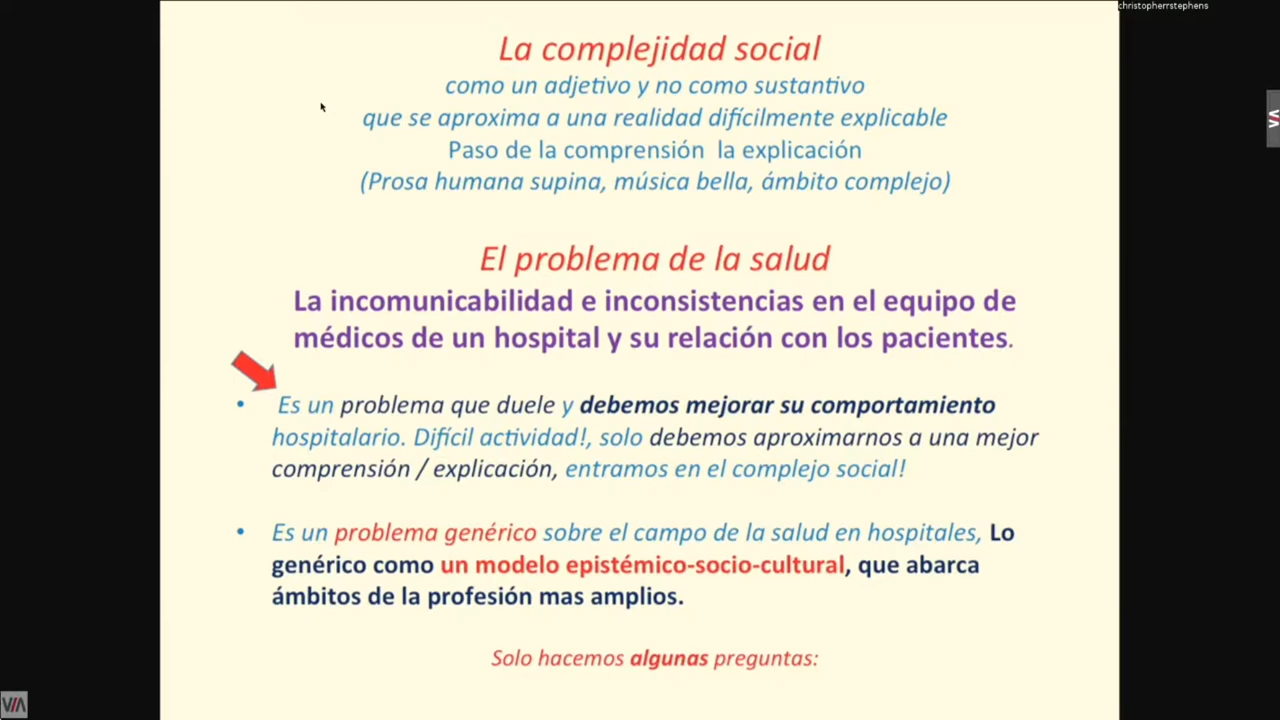 christopherrstephens
La complejidad social
como un adjetivo y no como sustantivo
que se aproxima a una realidad difícilmente explicable
Paso de la comprensión  la explicación
(Prosa humana supina, música bella, ámbito complejo)
El problema de la salud
La incomunicabilidad e inconsistencias en el equipo de
médicos de un hospital y su relación con los pacientes.
• Es un problema que duele y debemos mejorar su comportamiento
hospitalario. Difícil actividad!, solo debemos aproximarnos a una mejor
comprensión / explicación, entramos en el complejo social!
• Es un problema genérico sobre el campo de la salud en hospitales, Lo
genérico como un modelo epistémico-socio-cultural, que abarca
ámbitos de la profesión mas amplios.
Solo hacemos algunas preguntas:
VIA